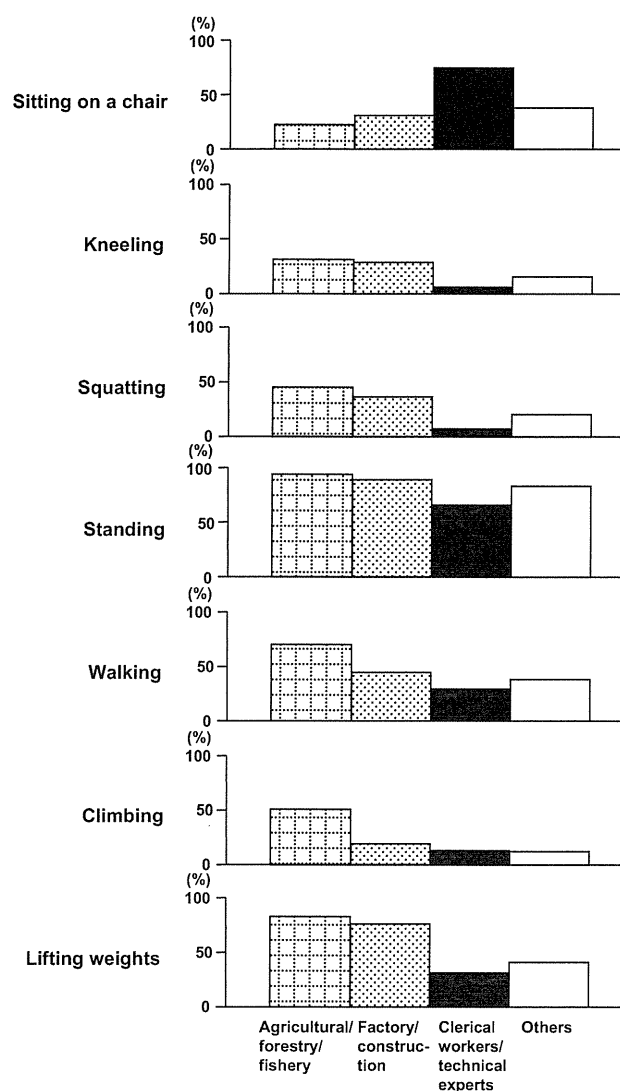 (%)
100
Sitting on a chair
50
0
(%)
100
Kneeling
50
0
(%)
100
Squatting
50
0
(%)
100
Standing
50
0
(%)
100
Walking
50
0
(%)
100
Climbing
50
0
(%)
100
Lifting weights
50
0
Agricultural/ Factory/ Clerical Others
forestry/ construc- workers/
fishery tion technical
experts